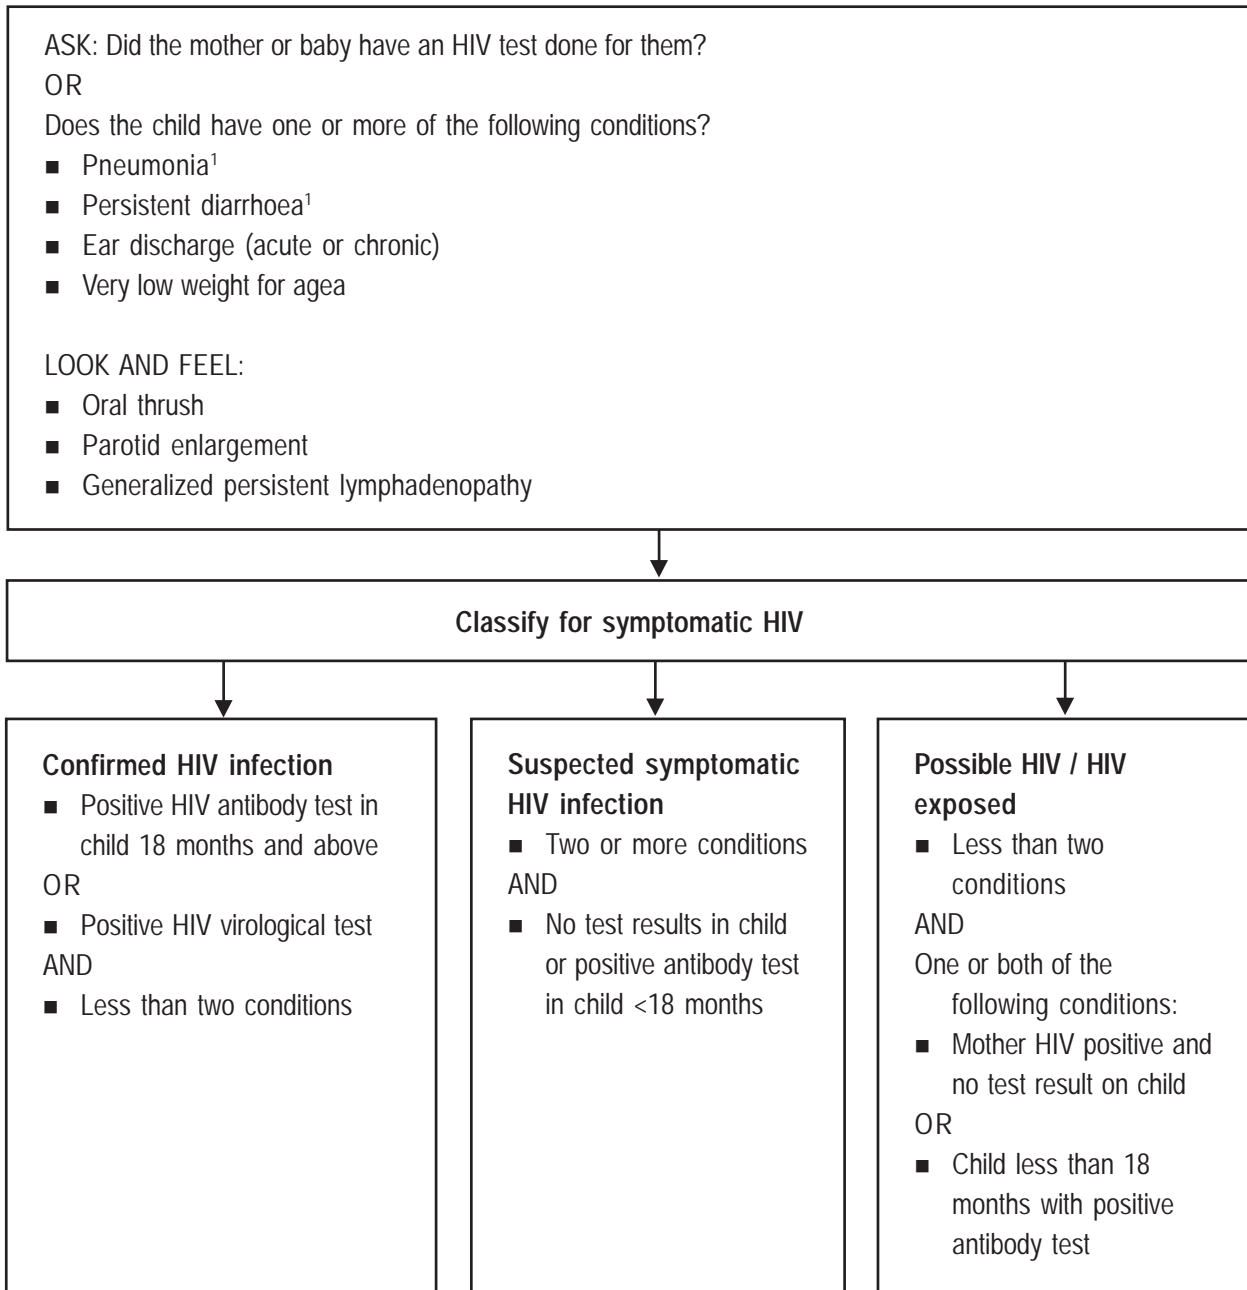 ASK: Did the mother or baby have an HIV test done for them?
OR
Does the child have one or more of the following conditions?
■ Pneumonia¹
■ Persistent diarrhoea¹
■ Ear discharge (acute or chronic)
■ Very low weight for agea
LOOK AND FEEL:
■ Oral thrush
■ Parotid enlargement
■ Generalized persistent lymphadenopathy
Classify for symptomatic HIV
Confirmed HIV infection
■ Positive HIV antibody test in
child 18 months and above
OR
■ Positive HIV virological test
AND
■ Less than two conditions
Suspected symptomatic
HIV infection
■ Two or more conditions
AND
■ No test results in child
or positive antibody test
in child <18 months
Possible HIV / HIV
exposed
■ Less than two
conditions
AND
One or both of the
following conditions:
■ Mother HIV positive and
no test result on child
OR
■ Child less than 18
months with positive
antibody test